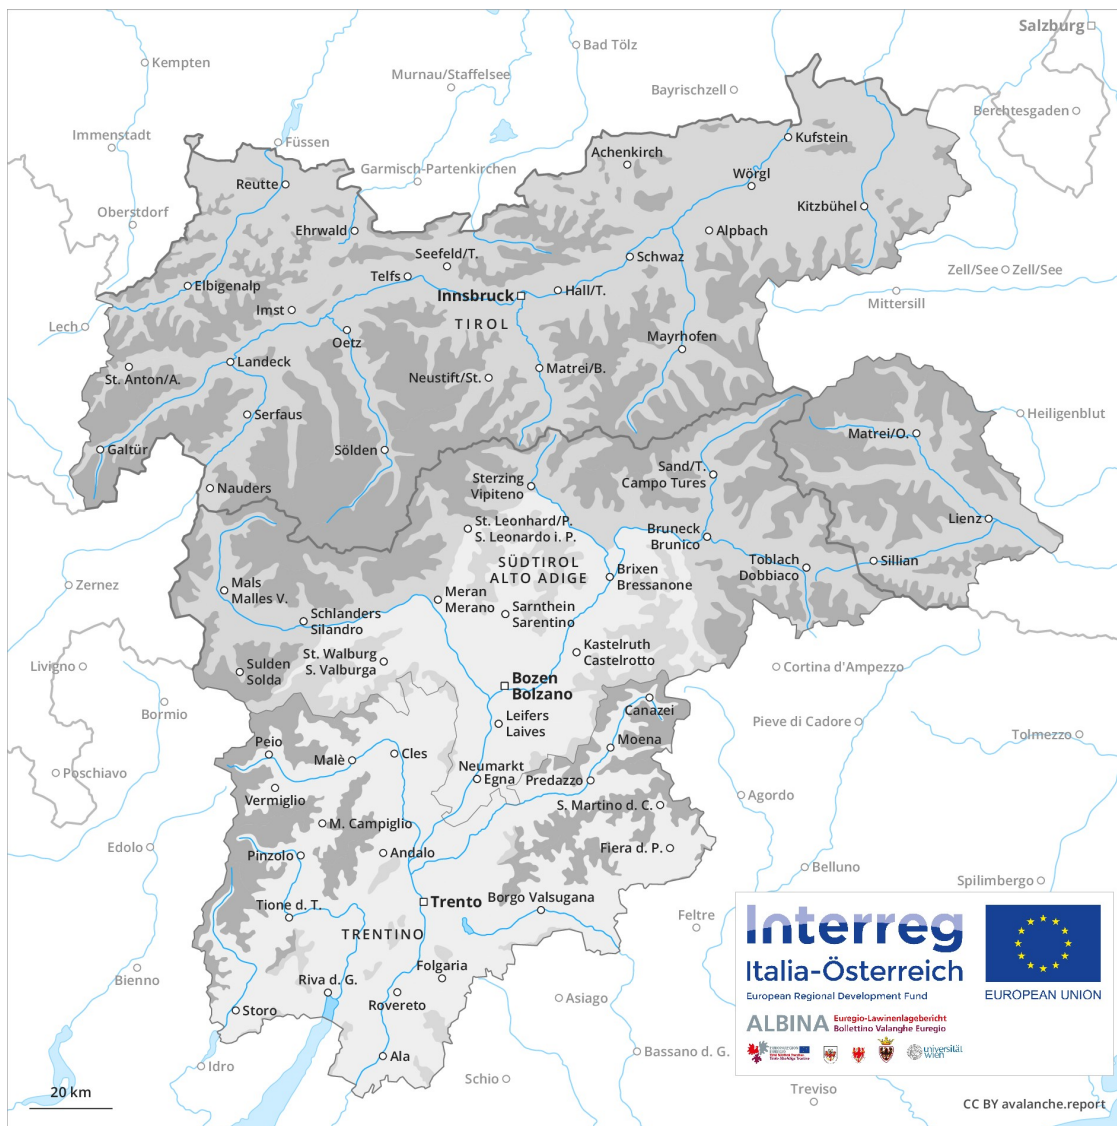 Salzburg
Bad Tölz
Kempten
Murnau/Staffelsee
Bayrischzell
Berchtesgaden
Immenstadt
Füssen
Kufstein
Achenkirch
Garmisch-Partenkirchen
Wörgl
Reutte
Oberstdorf
Kitzbühel
Ehrwald
Alpbach
Seefeld/T.
Schwaz
Telfs
Zell/See
Zell/See
Elbigenalp
Innsbruck
Hall/T.
Mittersill
Imst
TIROL
Lech
Oetz
Mayrhofen
Landeck
Matrei/B.
St. Anton/A.
Neustift/St.
Serfaus
Heiligenblut
Matrei/O.
Galtür
Sölden
Sand/T.
Campo Tures
Sterzing
Vipiteno
Nauders
Lienz
St. Leonhard/P.
S. Leonardo i. P.
Bruneck
Brunico
SÜDTIROL
ALTO ADIGE
Toblach
Dobbiaco
Sillian
Brixen
Bressanone
Zernez
Mals
Malles V.
Meran
Merano
Sarnthein
Sarentino
Schlanders
Silandro
Kastelruth
Castelrotto
St. Walburg
S. Valburga
Livigno
Sulden
Solda
Cortina d'Ampezzo
Bozen
Bolzano
Bormio
Canazei
Leifers
Laives
Pieve di Cadore
Tolmezzo
Peio
Moena
Cles
Malè
Neumarkt
Egna
Predazzo
Poschiavo
Vermiglio
Agordo
S. Martino d. C.
M. Campiglio
Edolo
Pinzolo
Andalo
Fiera d. P.
Belluno
Spilimbergo
Tione d. T.
Trento
Borgo Valsugana
Feltre
TRENTINO
Folgaria
Bienno
Riva d. G.
Rovereto
Asiago
Storo
Ala
Bassano d. G.
Idro
Schio
Treviso
20 km
Interreg
Italia-Österreich
European Regional Development Fund
EUROPEAN UNION
ALBINA
Euregio-Lawinenlagebericht
Bollettino Valanghe Euregio
universität
wien
CC BY avalanche.report